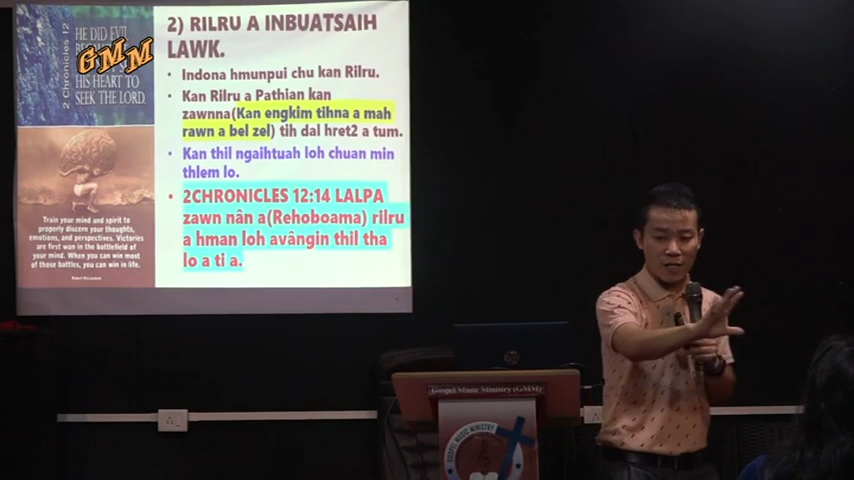 2 Chronicles 12
HE DID EVIL
HIS HEART TO
SEEK THE LORD.
GMM
Train your mind and spirit to
properly discern your thoughts,
emotions, and perspectives. Victories
are first won in the battlefield of
your mind. When you can win most
of those battles, you can win in life.
2) RILRU A INBUATSAIH
LAWK.
• Indona hmunpui chu kan Rilru.
• Kan Rilru a Pathian kan
zawnna(Kan engkim tihna a mah
rawn a bel zel) tih dal hret2 a tum.
• Kan thil ngaihtuah loh chuan min
thlem lo.
• 2CHRONICLES 12:14 LALPA
zawn nân a(Rehoboama) rilru
a hman loh avângin thil tha
lo a ti a.
hp
Gospel Music Ministry (GMM)
GOSPEL MUSIC MINISTRY